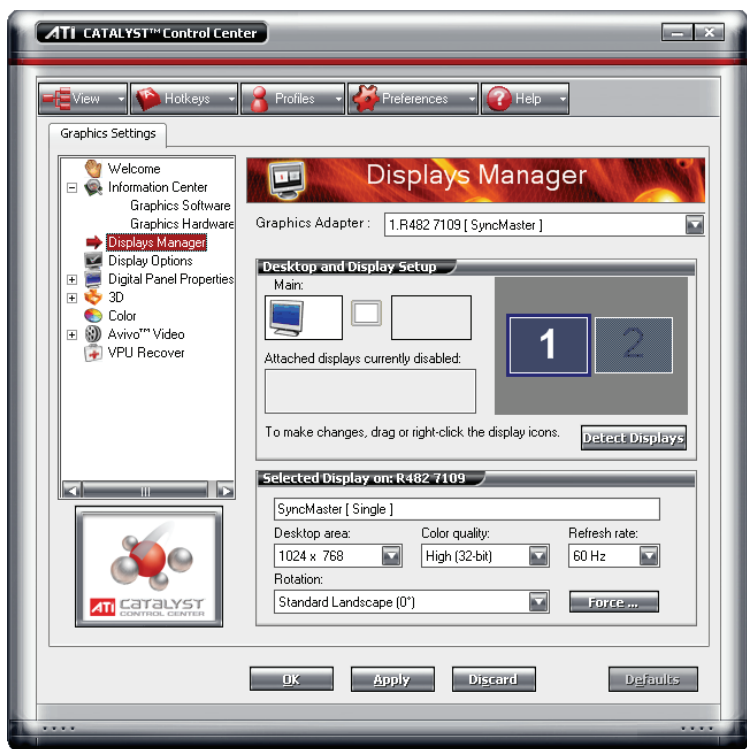 ATI CATALYST™ Control Center
View Hotkeys Profiles Preferences Help
Graphics Settings
Welcome
Information Center
Graphics Software
Graphics Hardware
Displays Manager
Display Options
Digital Panel Properties
3D
Color
Avivo™ Video
VPU Recover
ATI CATALYST
CONTROL CENTER
Displays Manager
Graphics Adapter : 1.R482 7109 [ SyncMaster ]
Desktop and Display Setup
Main:
1 2
Attached displays currently disabled:
To make changes, drag or right-click the display icons.
Detect Displays
Selected Display on: R482 7109
SyncMaster [ Single ]
Desktop area: Color quality: Refresh rate:
1024 x 768 High (32-bit) 60 Hz
Rotation:
Standard Landscape (0°) Force ...
OK Apply Discard Defaults